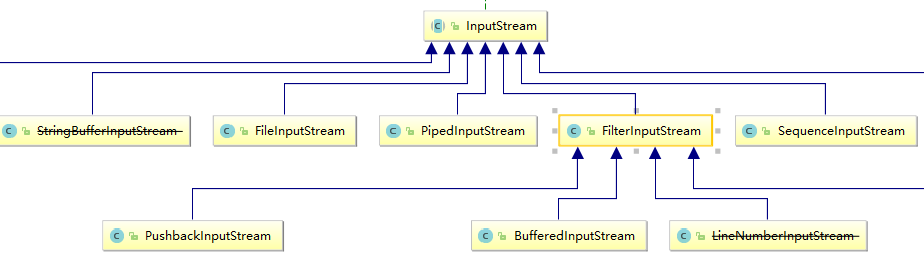 InputStream
StringBufferInputStream
FileInputStream
PipedInputStream
FilterInputStream
SequenceInputStream
PushbackInputStream
BufferedInputStream
LineNumberInputStream